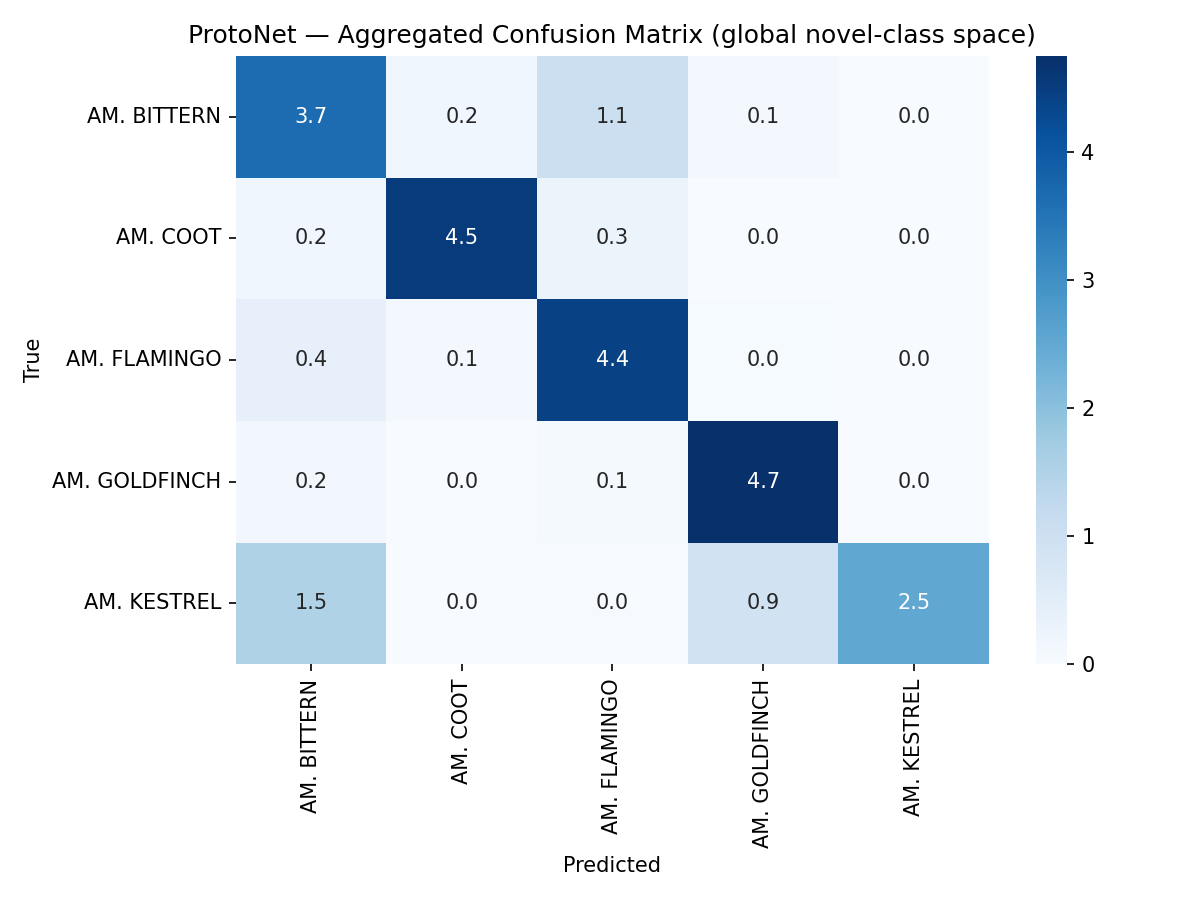 ProtoNet — Aggregated Confusion Matrix (global novel-class space)
True
AM. BITTERN 3.7 0.2 1.1 0.1 0.0
AM. COOT 0.2 4.5 0.3 0.0 0.0
AM. FLAMINGO 0.4 0.1 4.4 0.0 0.0
AM. GOLDFINCH 0.2 0.0 0.1 4.7 0.0
AM. KESTREL 1.5 0.0 0.0 0.9 2.5
AM. BITTERN
AM. COOT
AM. FLAMINGO
AM. GOLDFINCH
AM. KESTREL
Predicted
4
3
2
1
0